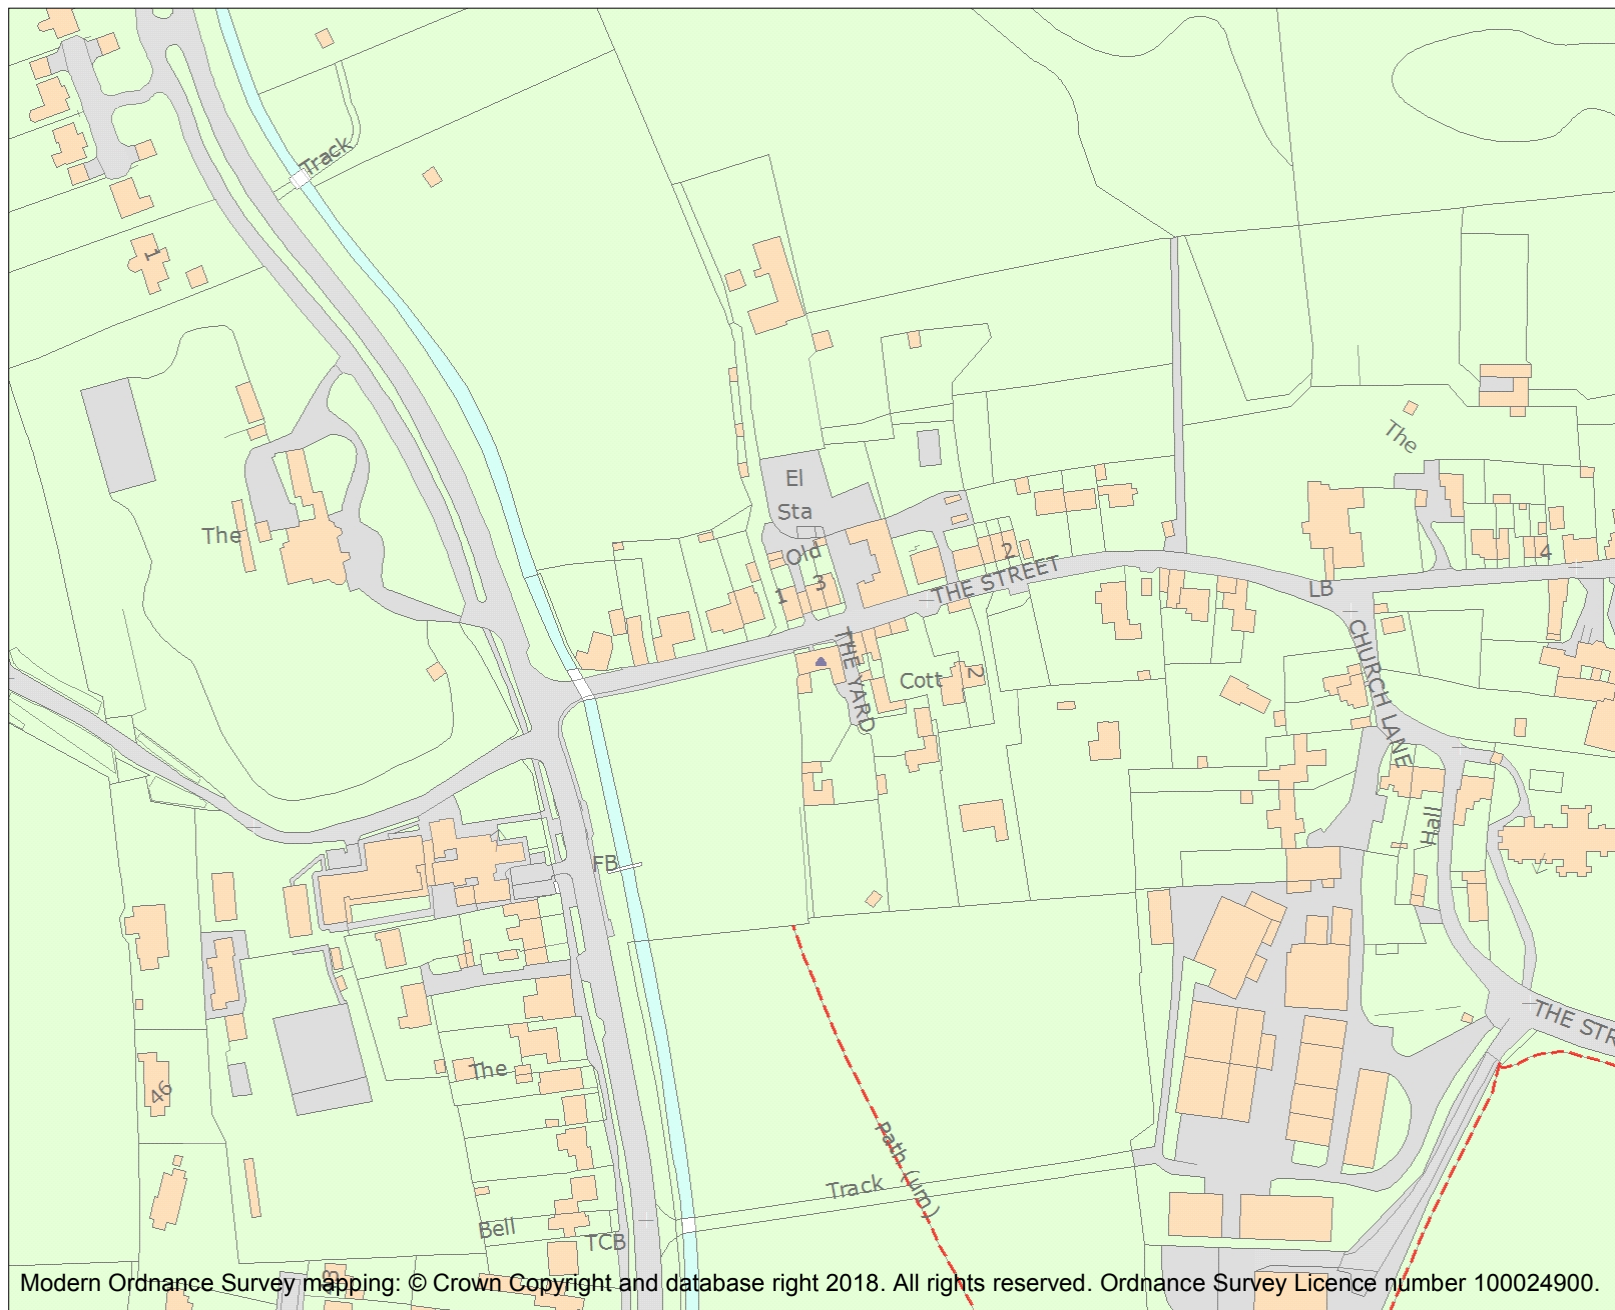 Track
1
The
El
Sta
Old
1
3
2
THE STREET
The
4
LB
THE YARD
Cott
2
CHURCH LANE
Hall
FB
THE STR
46
The
Path (um)
Track
Bell
TCB
Modern Ordnance Survey mapping: © Crown Copyright and database right 2018. All rights reserved. Ordnance Survey Licence number 100024900.